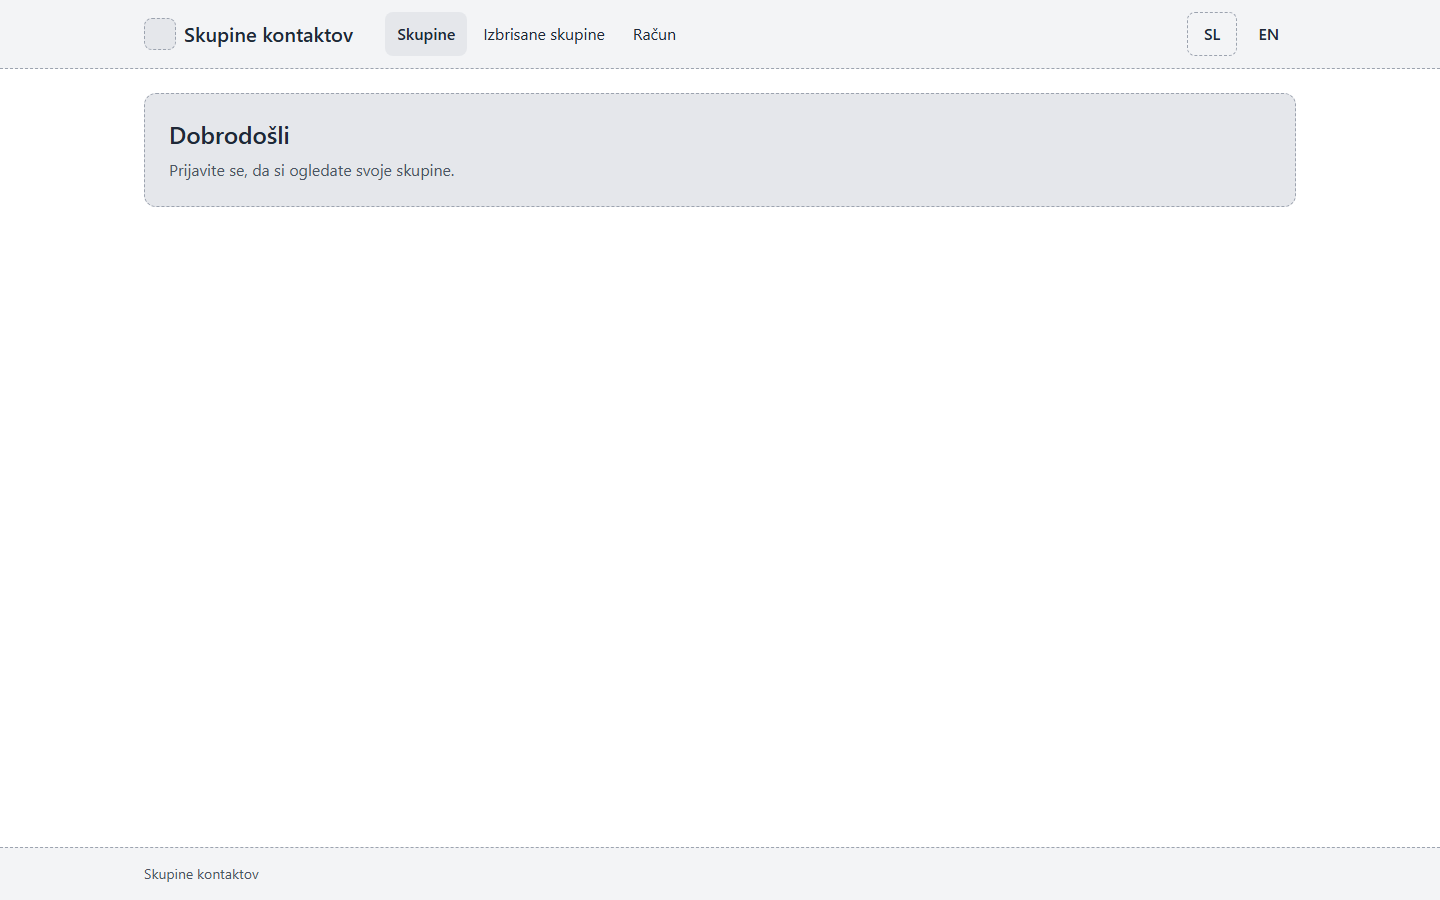 Skupine kontaktov
Skupine
Izbrisane skupine
Račun
SL
EN
Dobrodošli
Prijavite se, da si ogledate svoje skupine.
Skupine kontaktov